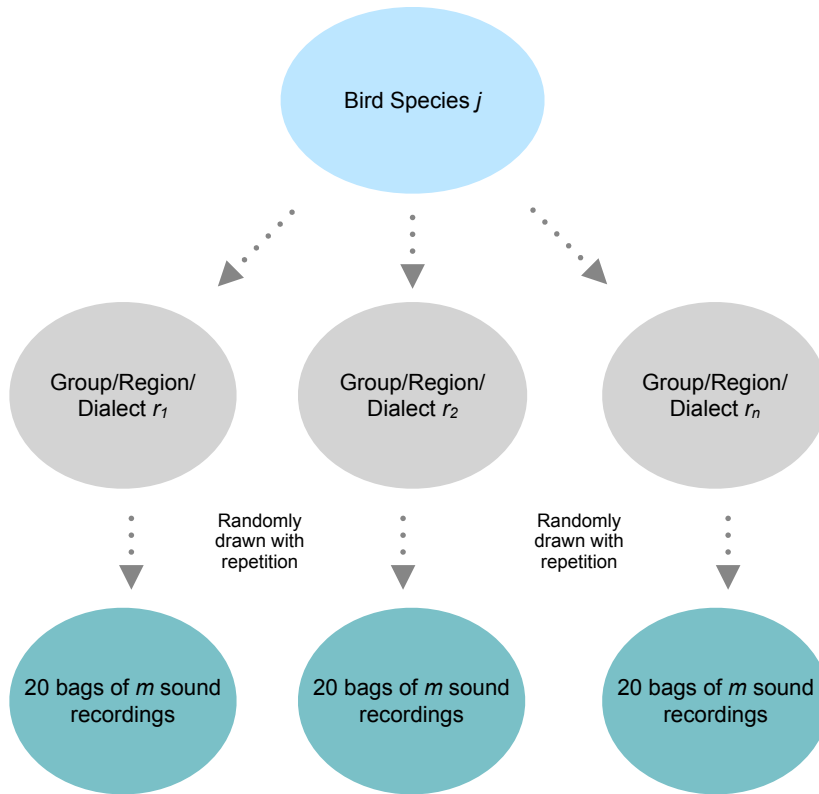 Bird Species j
Group/Region/
Dialect r1
Group/Region/
Dialect r2
Group/Region/
Dialect rn
Randomly
drawn with
repetition
Randomly
drawn with
repetition
20 bags of m sound
recordings
20 bags of m sound
recordings
20 bags of m sound
recordings